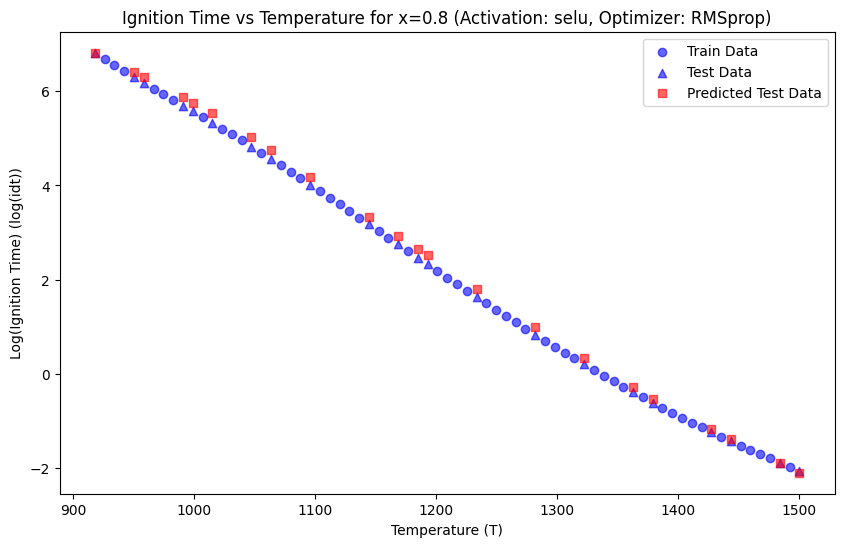 Ignition Time vs Temperature for x=0.8 (Activation: selu, Optimizer: RMSprop)
Train Data
Test Data
Predicted Test Data
Log(Ignition Time) (log(idt))
6
4
2
0
−2
900
1000
1100
1200
1300
1400
1500
Temperature (T)